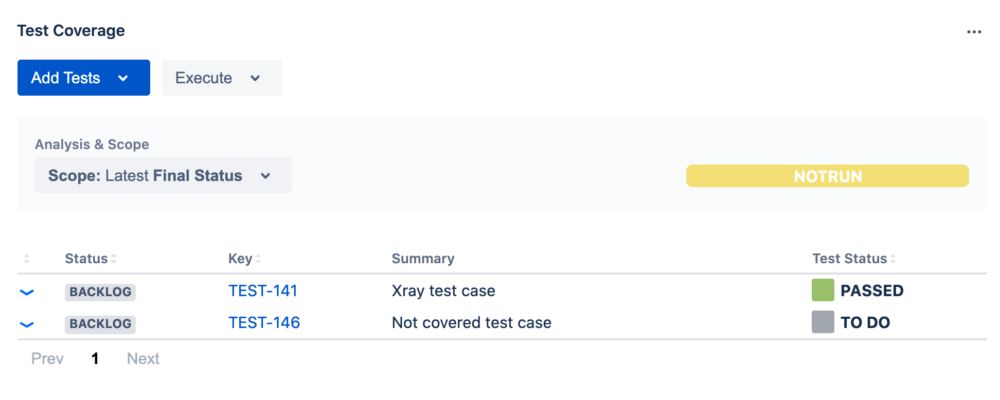 Test Coverage
Add Tests Execute
Analysis & Scope
Scope: Latest Final Status
NOTRUN
Status Key Summary Test Status
BACKLOG TEST-141 Xray test case PASSED
BACKLOG TEST-146 Not covered test case TO DO
Prev 1 Next